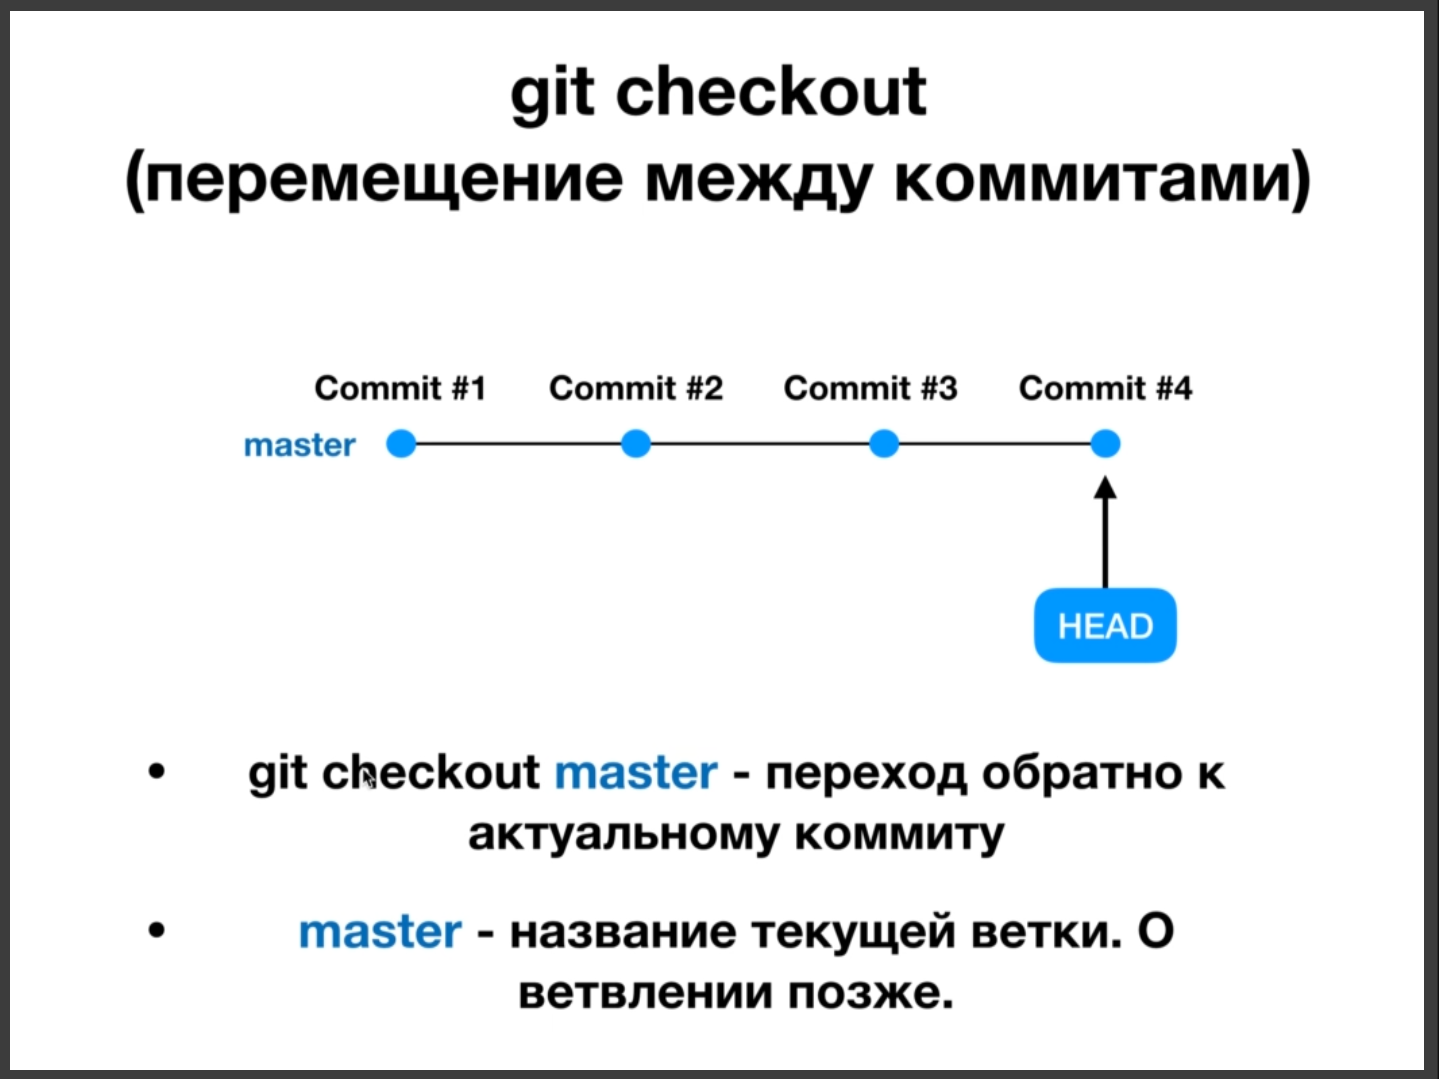 git checkout
(перемещение между коммитами)
Commit #1 Commit #2 Commit #3 Commit #4
master
HEAD
• git checkout master - переход обратно к
актуальному коммиту
• master - название текущей ветки. О
ветвлении позже.